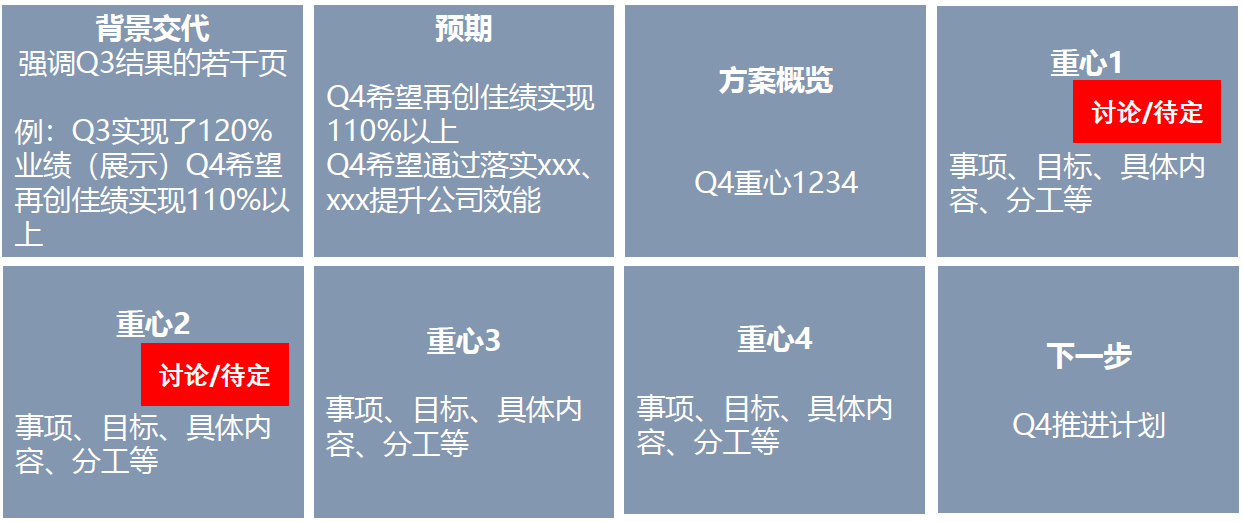 背景交代
强调Q3结果的若干页
例：Q3实现了120%
业绩（展示）Q4希望
再创佳绩实现110%以
上
预期
Q4希望再创佳绩实现
110%以上
Q4希望通过落实xxx、
xxx提升公司效能
方案概览
Q4重心1234
重心1
讨论/待定
事项、目标、具体内
容、分工等
重心2
讨论/待定
事项、目标、具体内
容、分工等
重心3
事项、目标、具体内
容、分工等
重心4
事项、目标、具体内
容、分工等
下一步
Q4推进计划